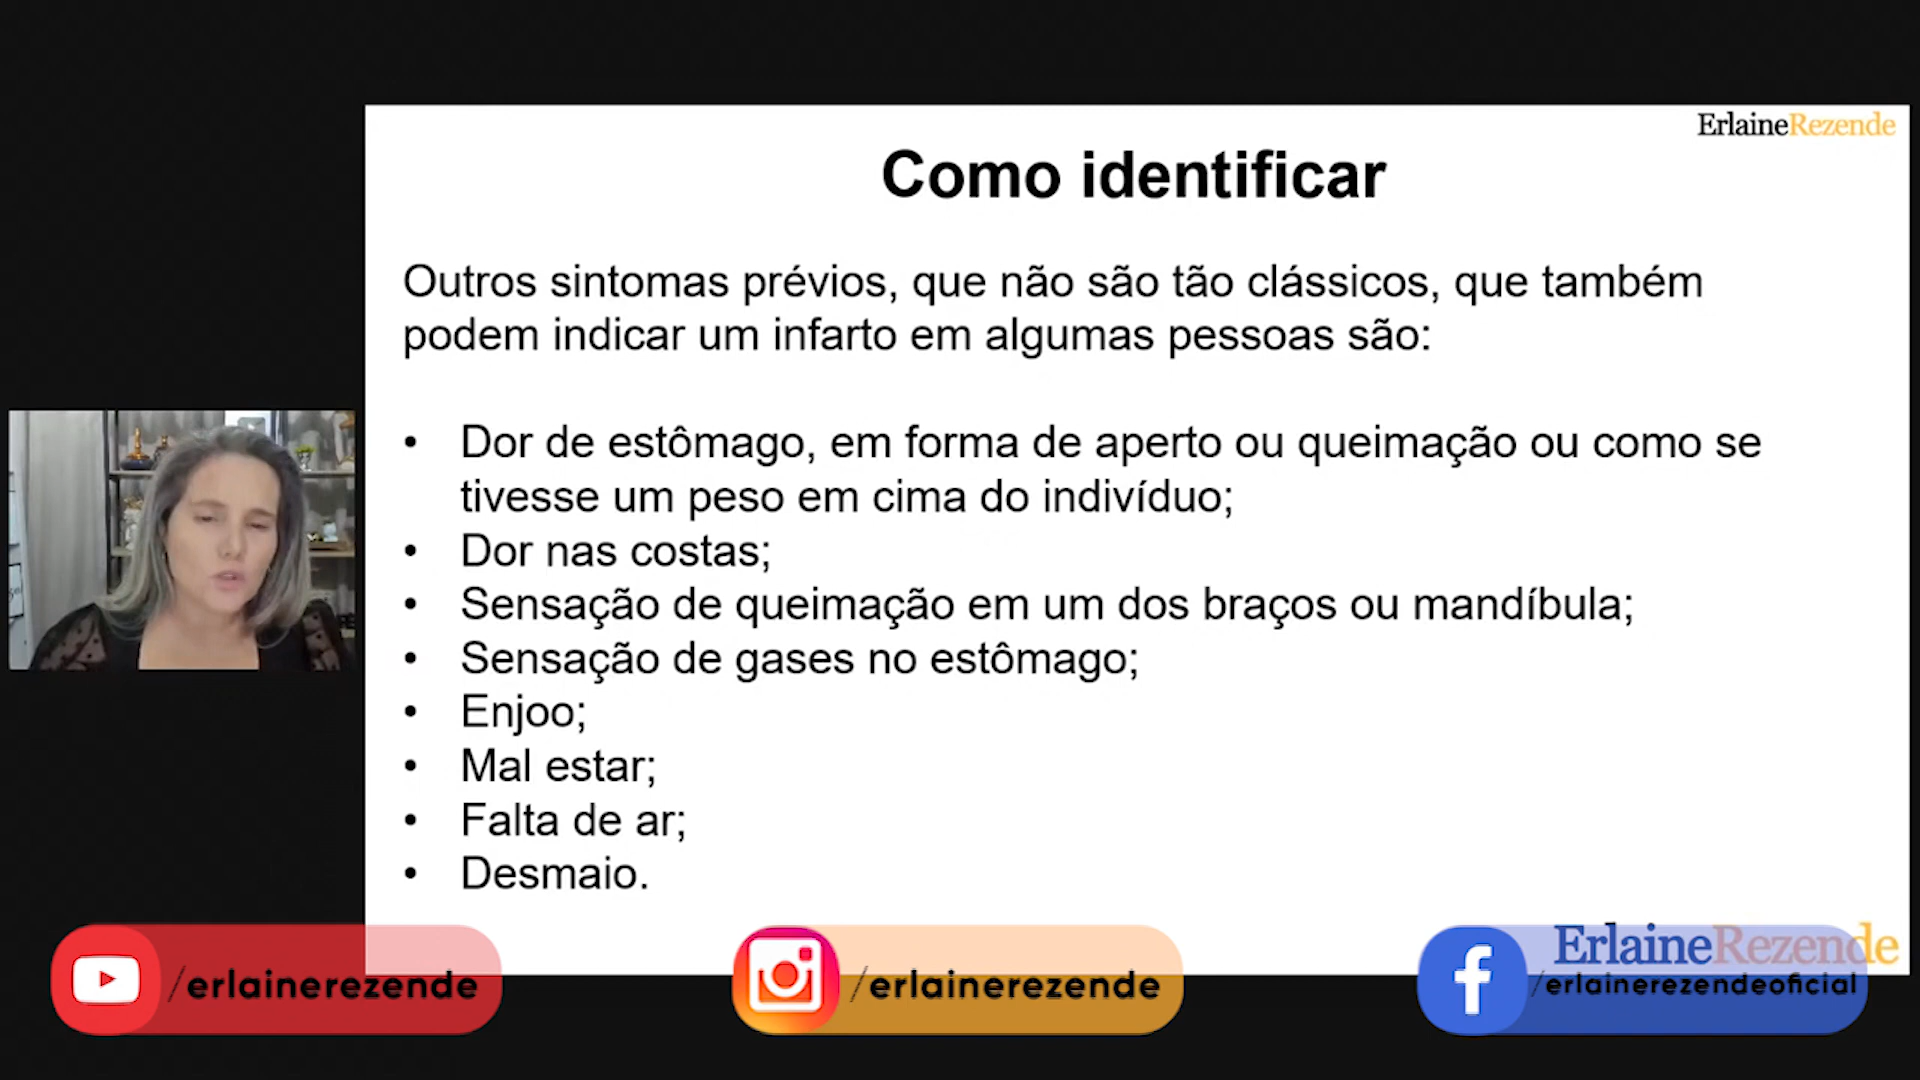 ErlaineRezende
Como identificar
Outros sintomas prévios, que não são tão clássicos, que também
podem indicar um infarto em algumas pessoas são:
• Dor de estômago, em forma de aperto ou queimação ou como se
tivesse um peso em cima do indivíduo;
• Dor nas costas;
• Sensação de queimação em um dos braços ou mandíbula;
• Sensação de gases no estômago;
• Enjoo;
• Mal estar;
• Falta de ar;
• Desmaio.
ErlaineRezende
/erlainerezende
/erlainerezende
/erlainerezendeoficial